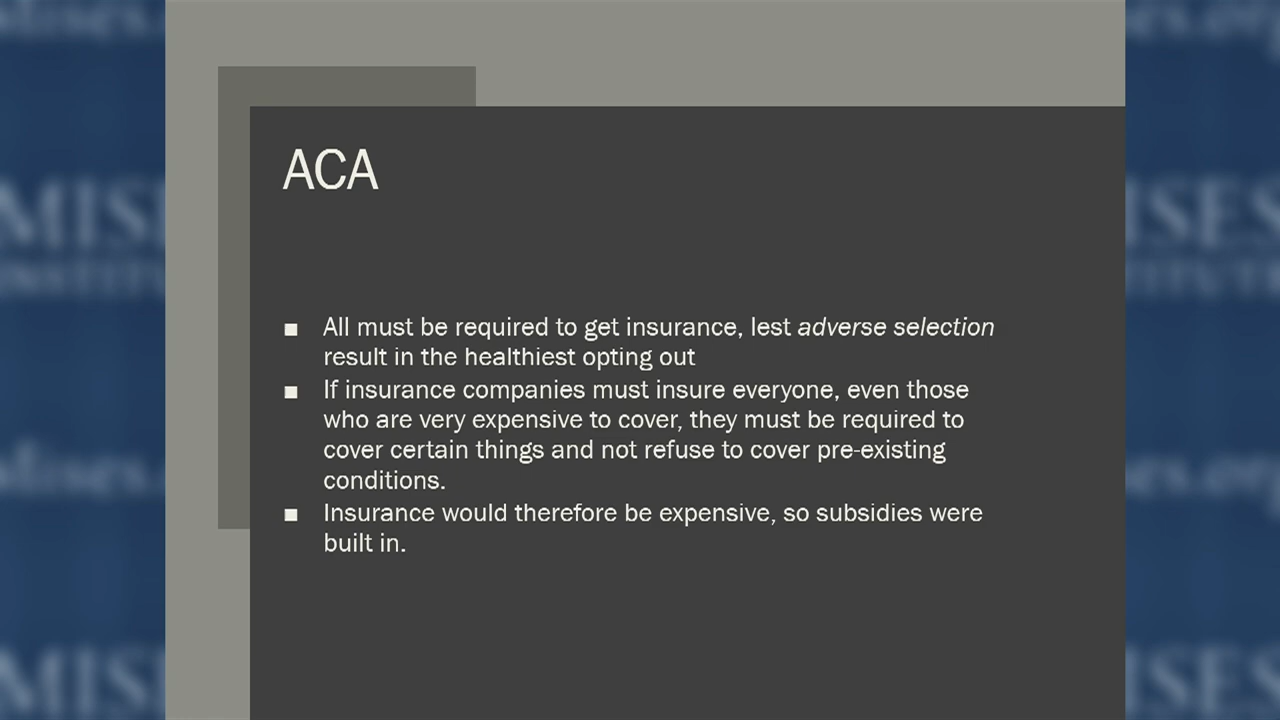 ACA
■ All must be required to get insurance, lest adverse selection
result in the healthiest opting out
■ If insurance companies must insure everyone, even those
who are very expensive to cover, they must be required to
cover certain things and not refuse to cover pre-existing
conditions.
■ Insurance would therefore be expensive, so subsidies were
built in.